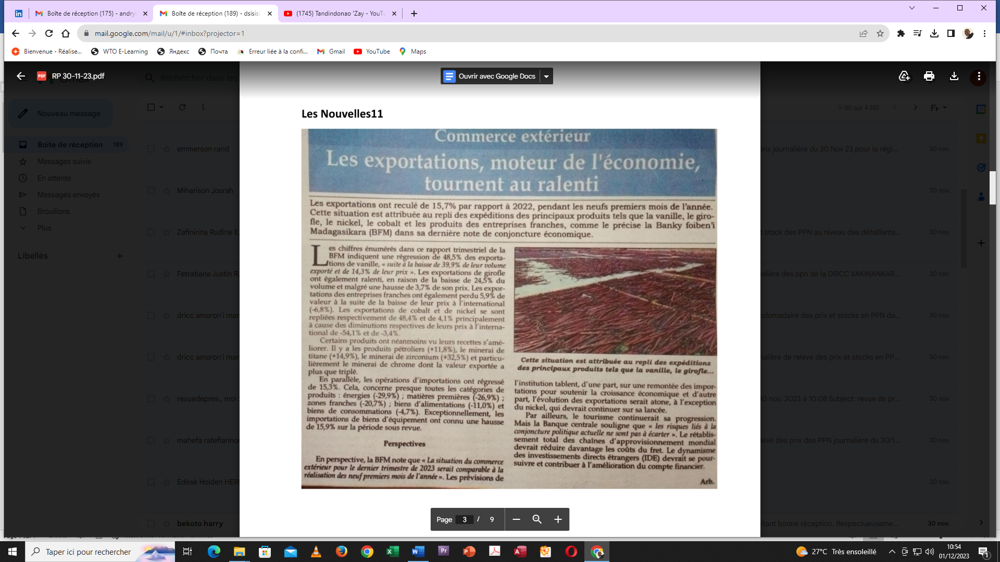 Boîte de réception (175) - andry
Boîte de réception (189) - dsisis
(1745) Tandindonao 'Zay - YouTu
mail.google.com/mail/u/1/#inbox?projector=1
Bienvenue - Réalise...
WTO E-Learning
Яндекс
Почта
Erreur liée à la confi...
Gmail
YouTube
Maps
RP 30-11-23.pdf
Rechercher dans les
Ouvrir avec Google Docs
Nouveau message
1–50 sur 4 385
Boîte de réception 189
Messages suivis
En attente
Messages envoyés
Brouillons
Plus
Libellés
emmerson rand
Miharison Josrah
Zafinirina Rudine E
Fetratiana Justin R.
dricc amoron'i mar
dricc amoron'i mar
revuedepres., moi
mahefa ratefiarino
Edèsè Holden HER
bekoto harry
Les Nouvelles11
Commerce extérieur
Les exportations, moteur de l'économie,
tournent au ralenti
Les exportations ont reculé de 15,7% par rapport à 2022, pendant les neufs premiers mois de l'année.
Cette situation est attribuée au repli des expéditions des principaux produits tels que la vanille, le giro-
fle, le nickel, le cobalt et les produits des entreprises franches, comme le précise la Banky foiben'i
Madagasikara (BFM) dans sa dernière note de conjoncture économique.
Les chiffres énumérés dans ce rapport trimestriel de la
BFM indiquent une régression de 48,5% des exporta-
tions de vanille, « suite à la baisse de 39,9% de leur volume
exporté et de 14,3% de leur prix ». Les exportations de girofle
ont également ralenti, en raison de la baisse de 24,5% du
volume et malgré une hausse de 3,7% de son prix. Les expor-
tations des entreprises franches ont également perdu 5,9% de
valeur à la suite de la baisse de leur prix à l'international
(-6,8%). Les exportations de cobalt et de nickel se sont
repliées respectivement de 48,4% et de 4,1% principalement
à cause des diminutions respectives de leurs prix à l'interna-
tional de -54,1% et de -3,4%.
Certains produits ont néanmoins vu leurs recettes s'amé-
liorer. Il y a les produits pétroliers (+11,8%), le minerai de
titane (+14,9%), le minerai de zirconium (+32,5%) et particu-
lièrement le minerai de chrome dont la valeur exportée a
plus que triplé.
En parallèle, les opérations d'importations ont régressé
de 15,3%. Cela, concerne presque toutes les catégories de
produits : énergies (-29,9%) ; matières premières (-26,9%) ;
zones franches (-20,7%) ; biens d'alimentations (-11,0%) et
biens de consommations (-4,7%). Exceptionnellement, les
importations de biens d'équipement ont connu une hausse
de 15,9% sur la période sous revue.
Perspectives
En perspective, la BFM note que « La situation du commerce
extérieur pour le dernier trimestre de 2023 serait comparable à la
réalisation des neuf premiers mois de l'année ». Les prévisions de
Cette situation est attribuée au repli des expéditions
des principaux produits tels que la vanille, le girofle...
l'institution tablent, d'une part, sur une remontée des impor-
tations pour soutenir la croissance économique et d'autre
part, l'évolution des exportations serait atone, à l'exception
du nickel, qui devrait continuer sur sa lancée.
Par ailleurs, le tourisme continuerait sa progression.
Mais la Banque centrale souligne que « les risques liés à la
conjoncture politique actuelle ne sont pas à écarter ». Le rétablis-
sement total des chaînes d'approvisionnement mondial
devrait réduire davantage les coûts du fret. Le dynamisme
des investissements directs étrangers (IDE) devrait se pour-
suivre et contribuer à l'amélioration du compte financier.
Arh.
prix journalière du 30 Nov 23 pour la régi... 30 nov.
30 nov.
t stock des PPN au niveau des détaillants... 30 nov.
nalière des ppn de la DRICC VAKINANKAR... 30 nov.
bdomadaire des prix et stocks en PPN da... 30 nov.
nalière de relevé des prix et stocks en PP... 30 nov.
30 nov. 2023 à 10:08 Subject: revue de pr... 30 nov.
levé des prix des PPN journalière du 30/1... 30 nov.
30 nov.
itant bonne réception. Respectueuseme... 30 nov.
Page 3 / 9
Taper ici pour rechercher
27°C Très ensoleillé
10:54
01/12/2023